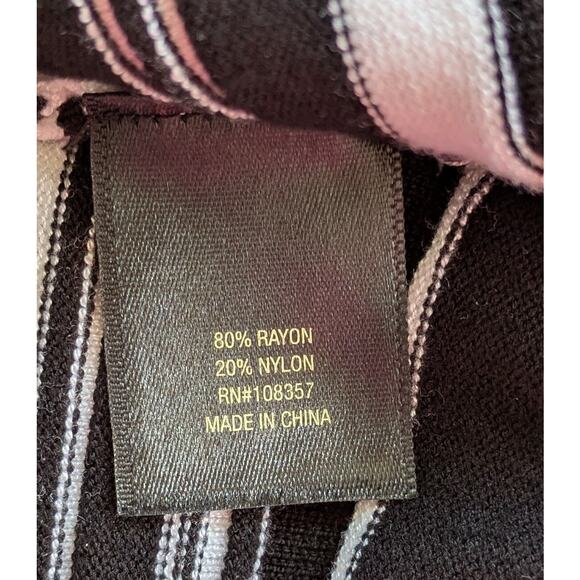 80% RAYON
20% NYLON
RN#108357
MADE IN CHINA